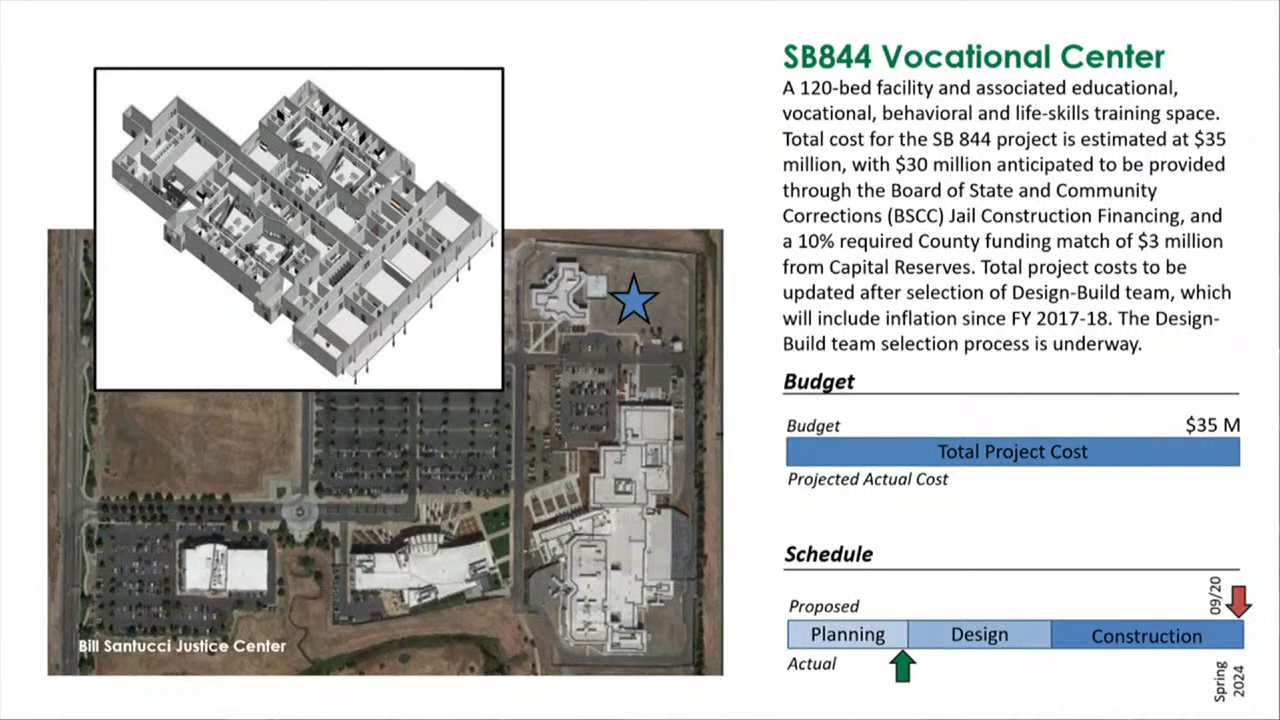 SB844 Vocational Center
A 120-bed facility and associated educational,
vocational, behavioral and life-skills training space.
Total cost for the SB 844 project is estimated at $35
million, with $30 million anticipated to be provided
through the Board of State and Community
Corrections (BSCC) Jail Construction Financing, and
a 10% required County funding match of $3 million
from Capital Reserves. Total project costs to be
updated after selection of Design-Build team, which
will include inflation since FY 2017-18. The Design-
Build team selection process is underway.
Budget
Budget $35 M
Total Project Cost
Projected Actual Cost
Schedule
Proposed 09/20
Planning Design Construction
Actual Spring
2024
Bill Santucci Justice Center